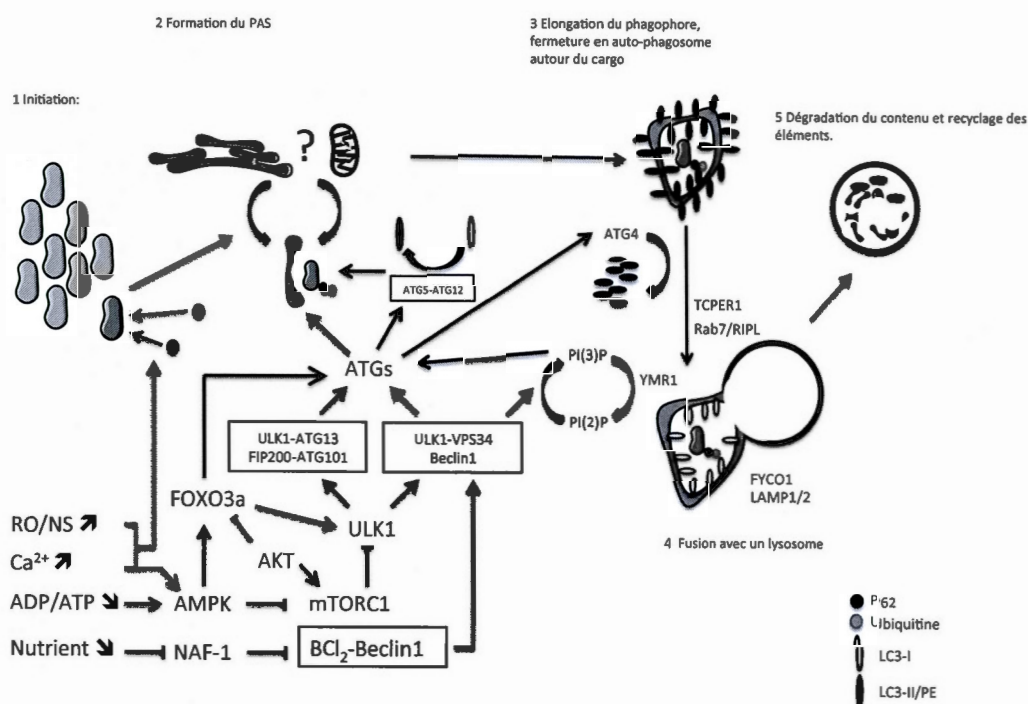 2 Formation du PAS
3 Elongation du phagophore,
fermeture en auto-phagosome
autour du cargo
1 Initiation:
5 Dégradation du contenu et recyclage des
éléments.
?
ATG4
ATG5-ATG12
TCPER1
Rab7/RIPL
ATGs
PI(3)P
YMR1
PI(2)P
ULK1-ATG13
FIP200-ATG101
ULK1-VPS34
Beclin1
FYCO1
LAMP1/2
FOXO3a
ULK1
RO/NS
4 Fusion avec un lysosome
Ca²⁺
AKT
ADP/ATP
AMPK
mTORC1
Nutrient
NAF-1
BCl₂-Beclin1
P62
Ubiquitine
LC3-I
LC3-II/PE